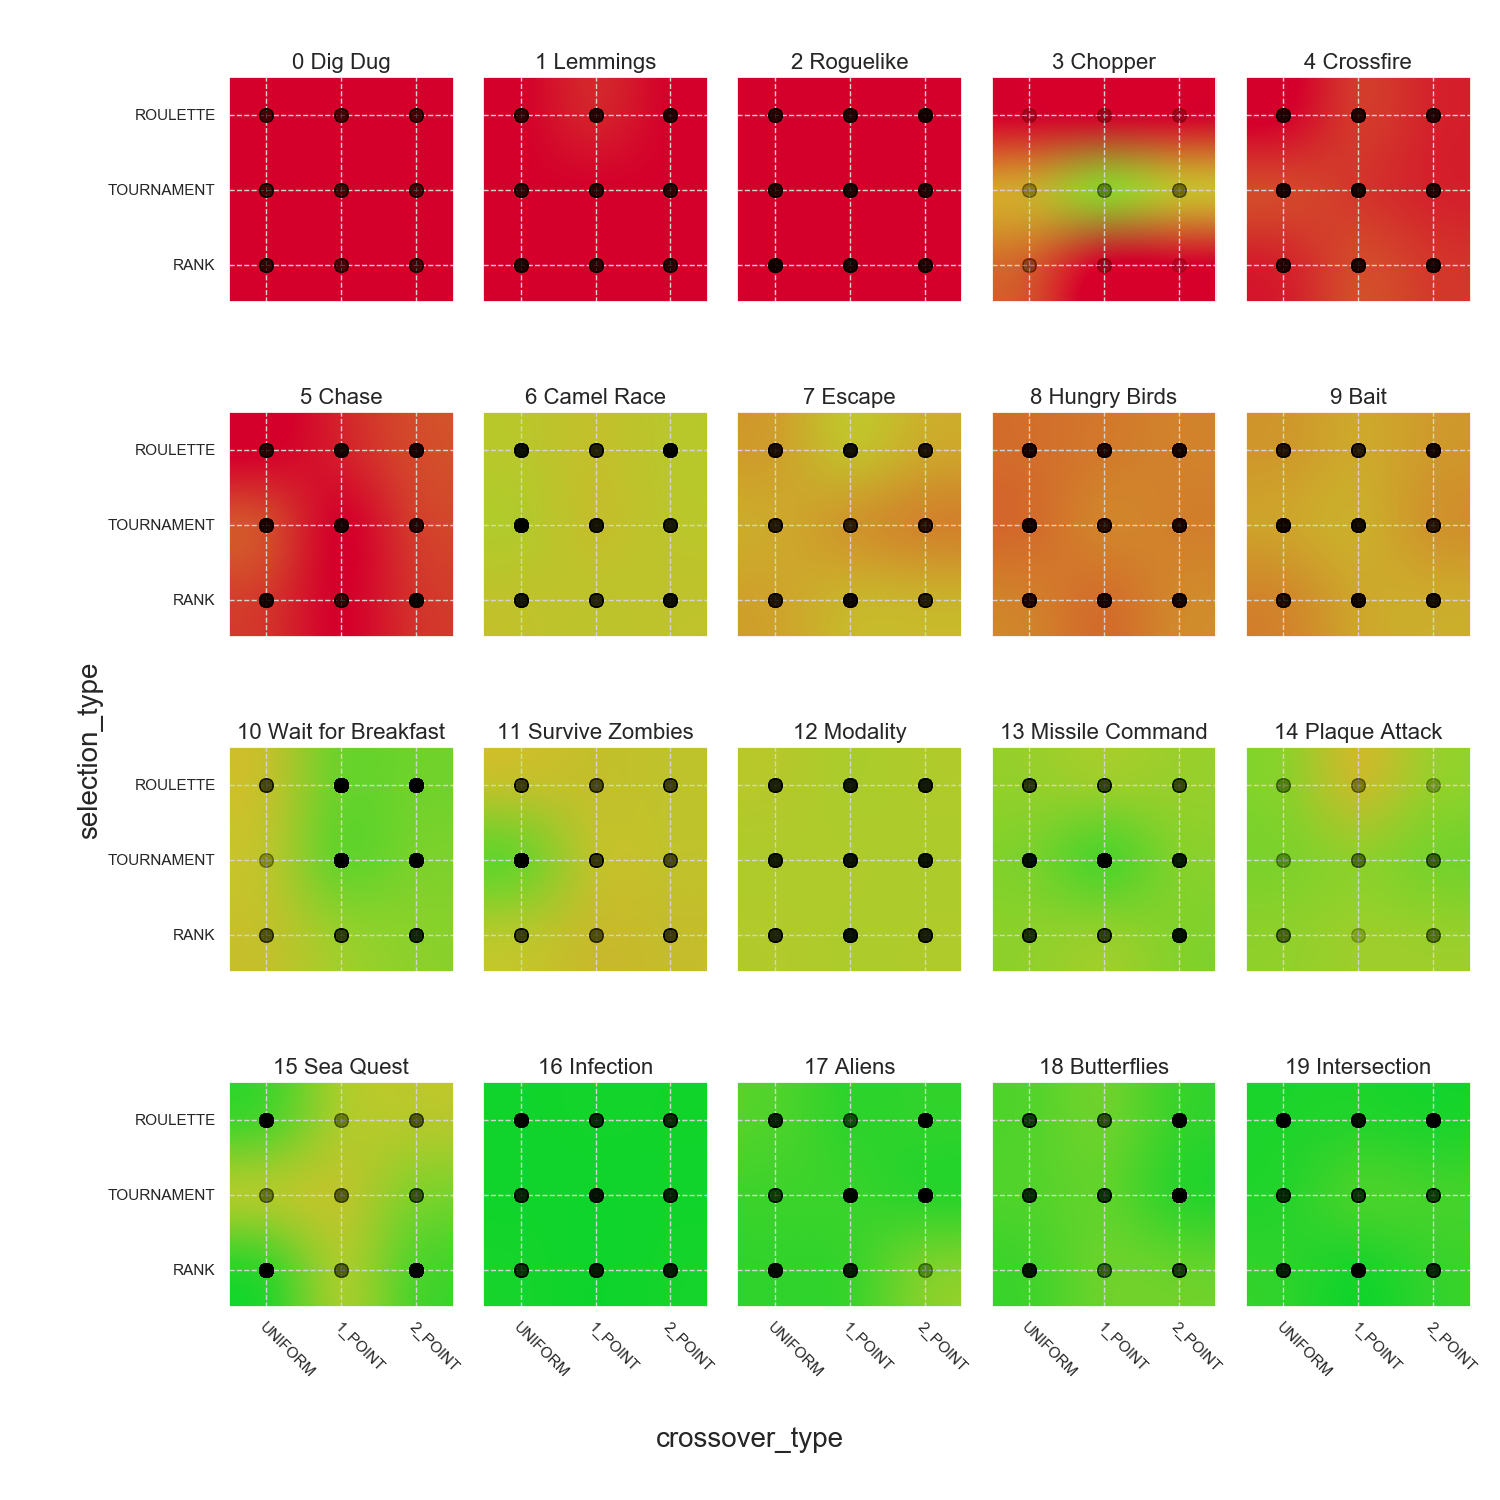 0 Dig Dug
1 Lemmings
2 Roguelike
3 Chopper
4 Crossfire
ROULETTE
TOURNAMENT
RANK
5 Chase
6 Camel Race
7 Escape
8 Hungry Birds
9 Bait
ROULETTE
TOURNAMENT
RANK
selection_type
10 Wait for Breakfast
11 Survive Zombies
12 Modality
13 Missile Command
14 Plaque Attack
ROULETTE
TOURNAMENT
RANK
15 Sea Quest
16 Infection
17 Aliens
18 Butterflies
19 Intersection
ROULETTE
TOURNAMENT
RANK
UNIFORM
1_POINT
2_POINT
UNIFORM
1_POINT
2_POINT
UNIFORM
1_POINT
2_POINT
UNIFORM
1_POINT
2_POINT
UNIFORM
1_POINT
2_POINT
crossover_type